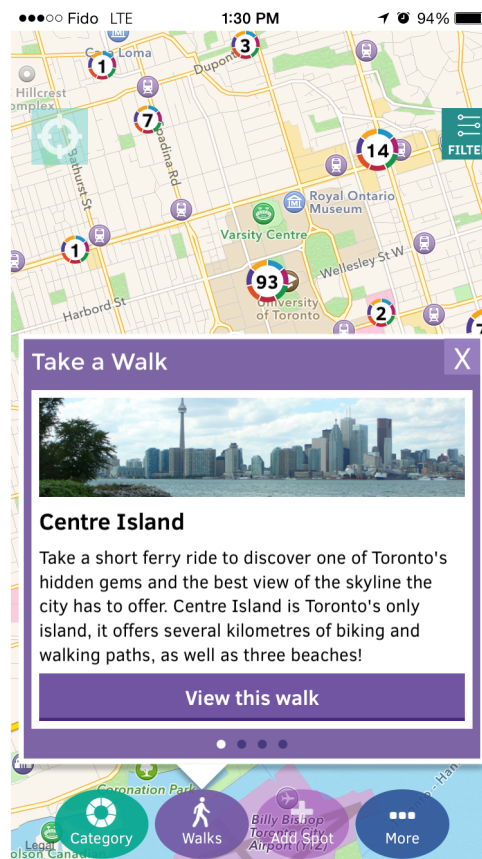 Fido LTE 1:30 PM 94%
Casa Loma
Dupont
3
1
Hillcrest
Complex
7
Spadina Rd
14
FILTE
Bathurst St
Royal Ontario
Museum
Varsity Centre
1
Wellesley St W
93
University
of Toronto
Harbord St
2
7
Take a Walk
X
Centre Island
Take a short ferry ride to discover one of Toronto's
hidden gems and the best view of the skyline the
city has to offer. Centre Island is Toronto's only
island, it offers several kilometres of biking and
walking paths, as well as three beaches!
View this walk
Coronation Park
Billy Bishop
Toronto City
Airport (YTZ)
Category
Walks
Add Spot
More
Legal
olson Canadian